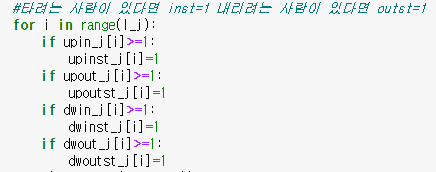 #타려는 사람이 있다면 inst=1 내리려는 사람이 있다면 outst=1
for i in range(l_j):
    if upin_j[i]>=1:
        upinst_j[i]=1
    if upout_j[i]>=1:
        upoutst_j[i]=1
    if dwin_j[i]>=1:
        dwinst_j[i]=1
    if dwout_j[i]>=1:
        dwoutst_j[i]=1